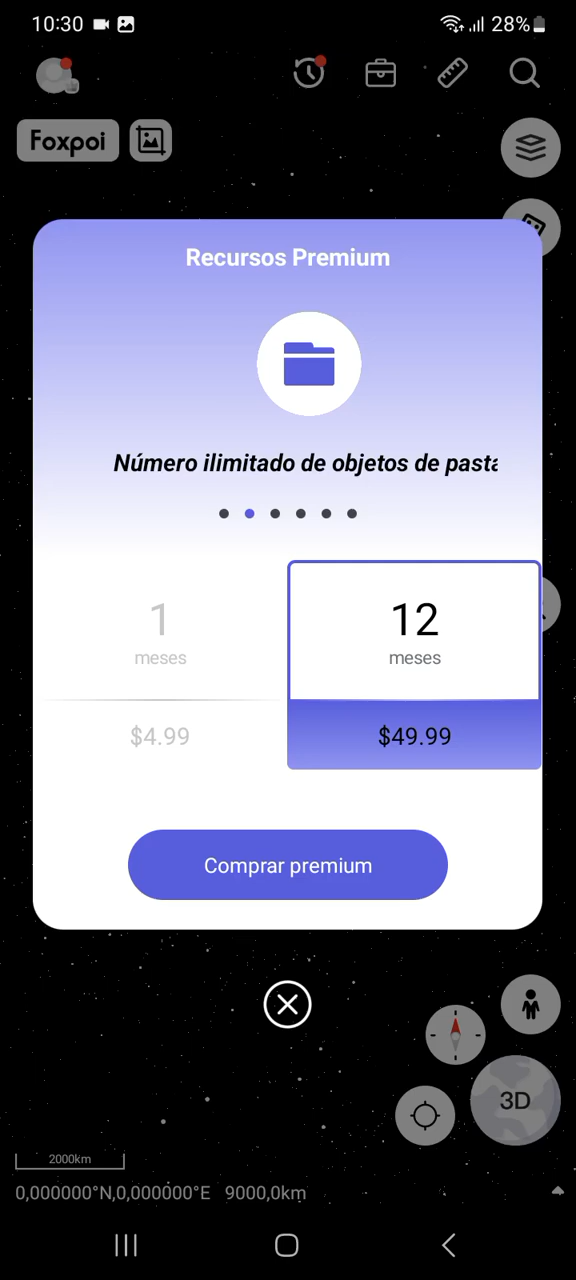 10:30
28%
Foxpoi
Recursos Premium
Número ilimitado de objetos de pasta
1
meses
$4.99
12
meses
$49.99
Comprar premium
3D
2000km
0,000000°N,0,000000°E 9000,0km